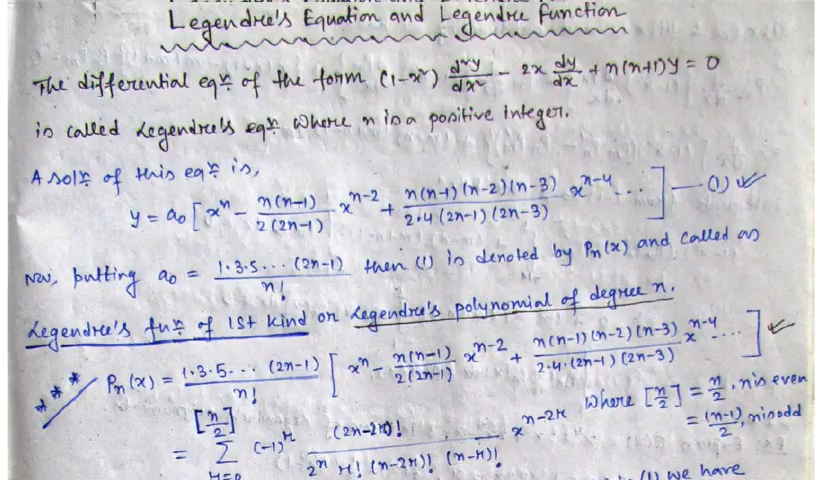 Legendre's Equation and Legendre Function
The differential eqn. of the form (1-x²) d²y/dx² - 2x dy/dx + n(n+1)y = 0
is called Legendre's eqn. where n is a positive integer.
A soln. of this eqn. is,
y = a₀ [xⁿ - n(n-1)/2(2n-1) xⁿ⁻² + n(n-1)(n-2)(n-3)/2.4(2n-1)(2n-3) xⁿ⁻⁴ ...] — (1)
Now, putting a₀ = 1.3.5...(2n-1)/n! then (1) is denoted by Pₙ(x) and called as
Legendre's fun. of 1st kind or Legendre's polynomial of degree n.
*** Pₙ(x) = 1.3.5...(2n-1)/n! [xⁿ - n(n-1)/2(2n-1) xⁿ⁻² + n(n-1)(n-2)(n-3)/2.4.(2n-1)(2n-3) xⁿ⁻⁴ ...]
where [n/2] = n/2, n is even
= (n-1)/2, n is odd
= Σ_{r=0}^{[n/2]} (-1)^r (2n-2r)!/2ⁿ r! (n-2r)! (n-r)! x^{n-2r}
(1) we have